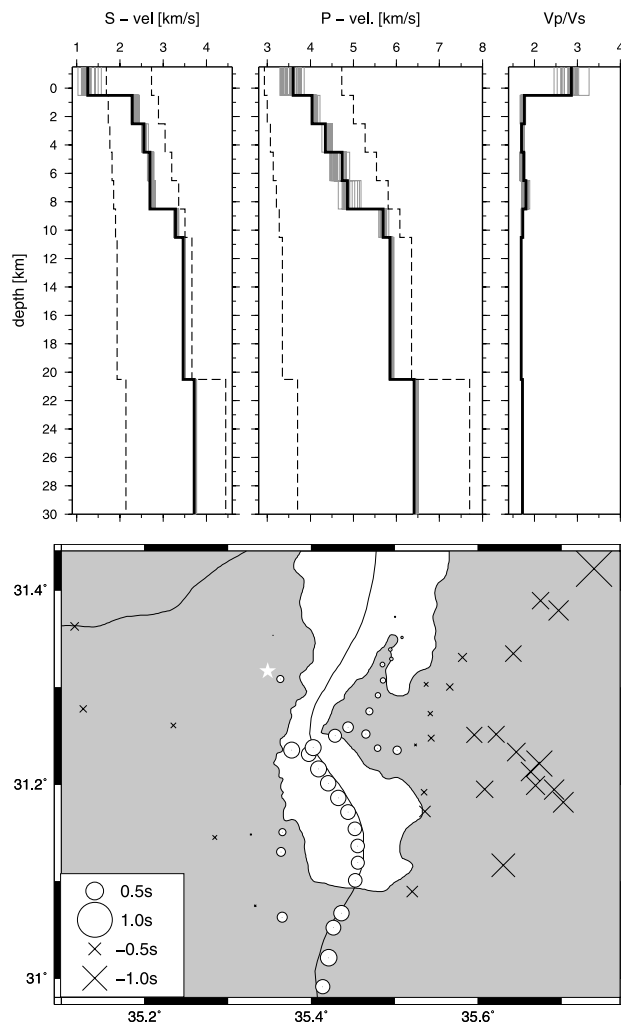 S - vel [km/s]
P - vel. [km/s]
Vp/Vs
1 2 3 4
3 4 5 6 7 8
2 3 4
depth [km]
0
2
4
6
8
10
12
14
16
18
20
22
24
26
28
30
31.4°
31.2°
31°
0.5s
1.0s
-0.5s
-1.0s
35.2° 35.4° 35.6°